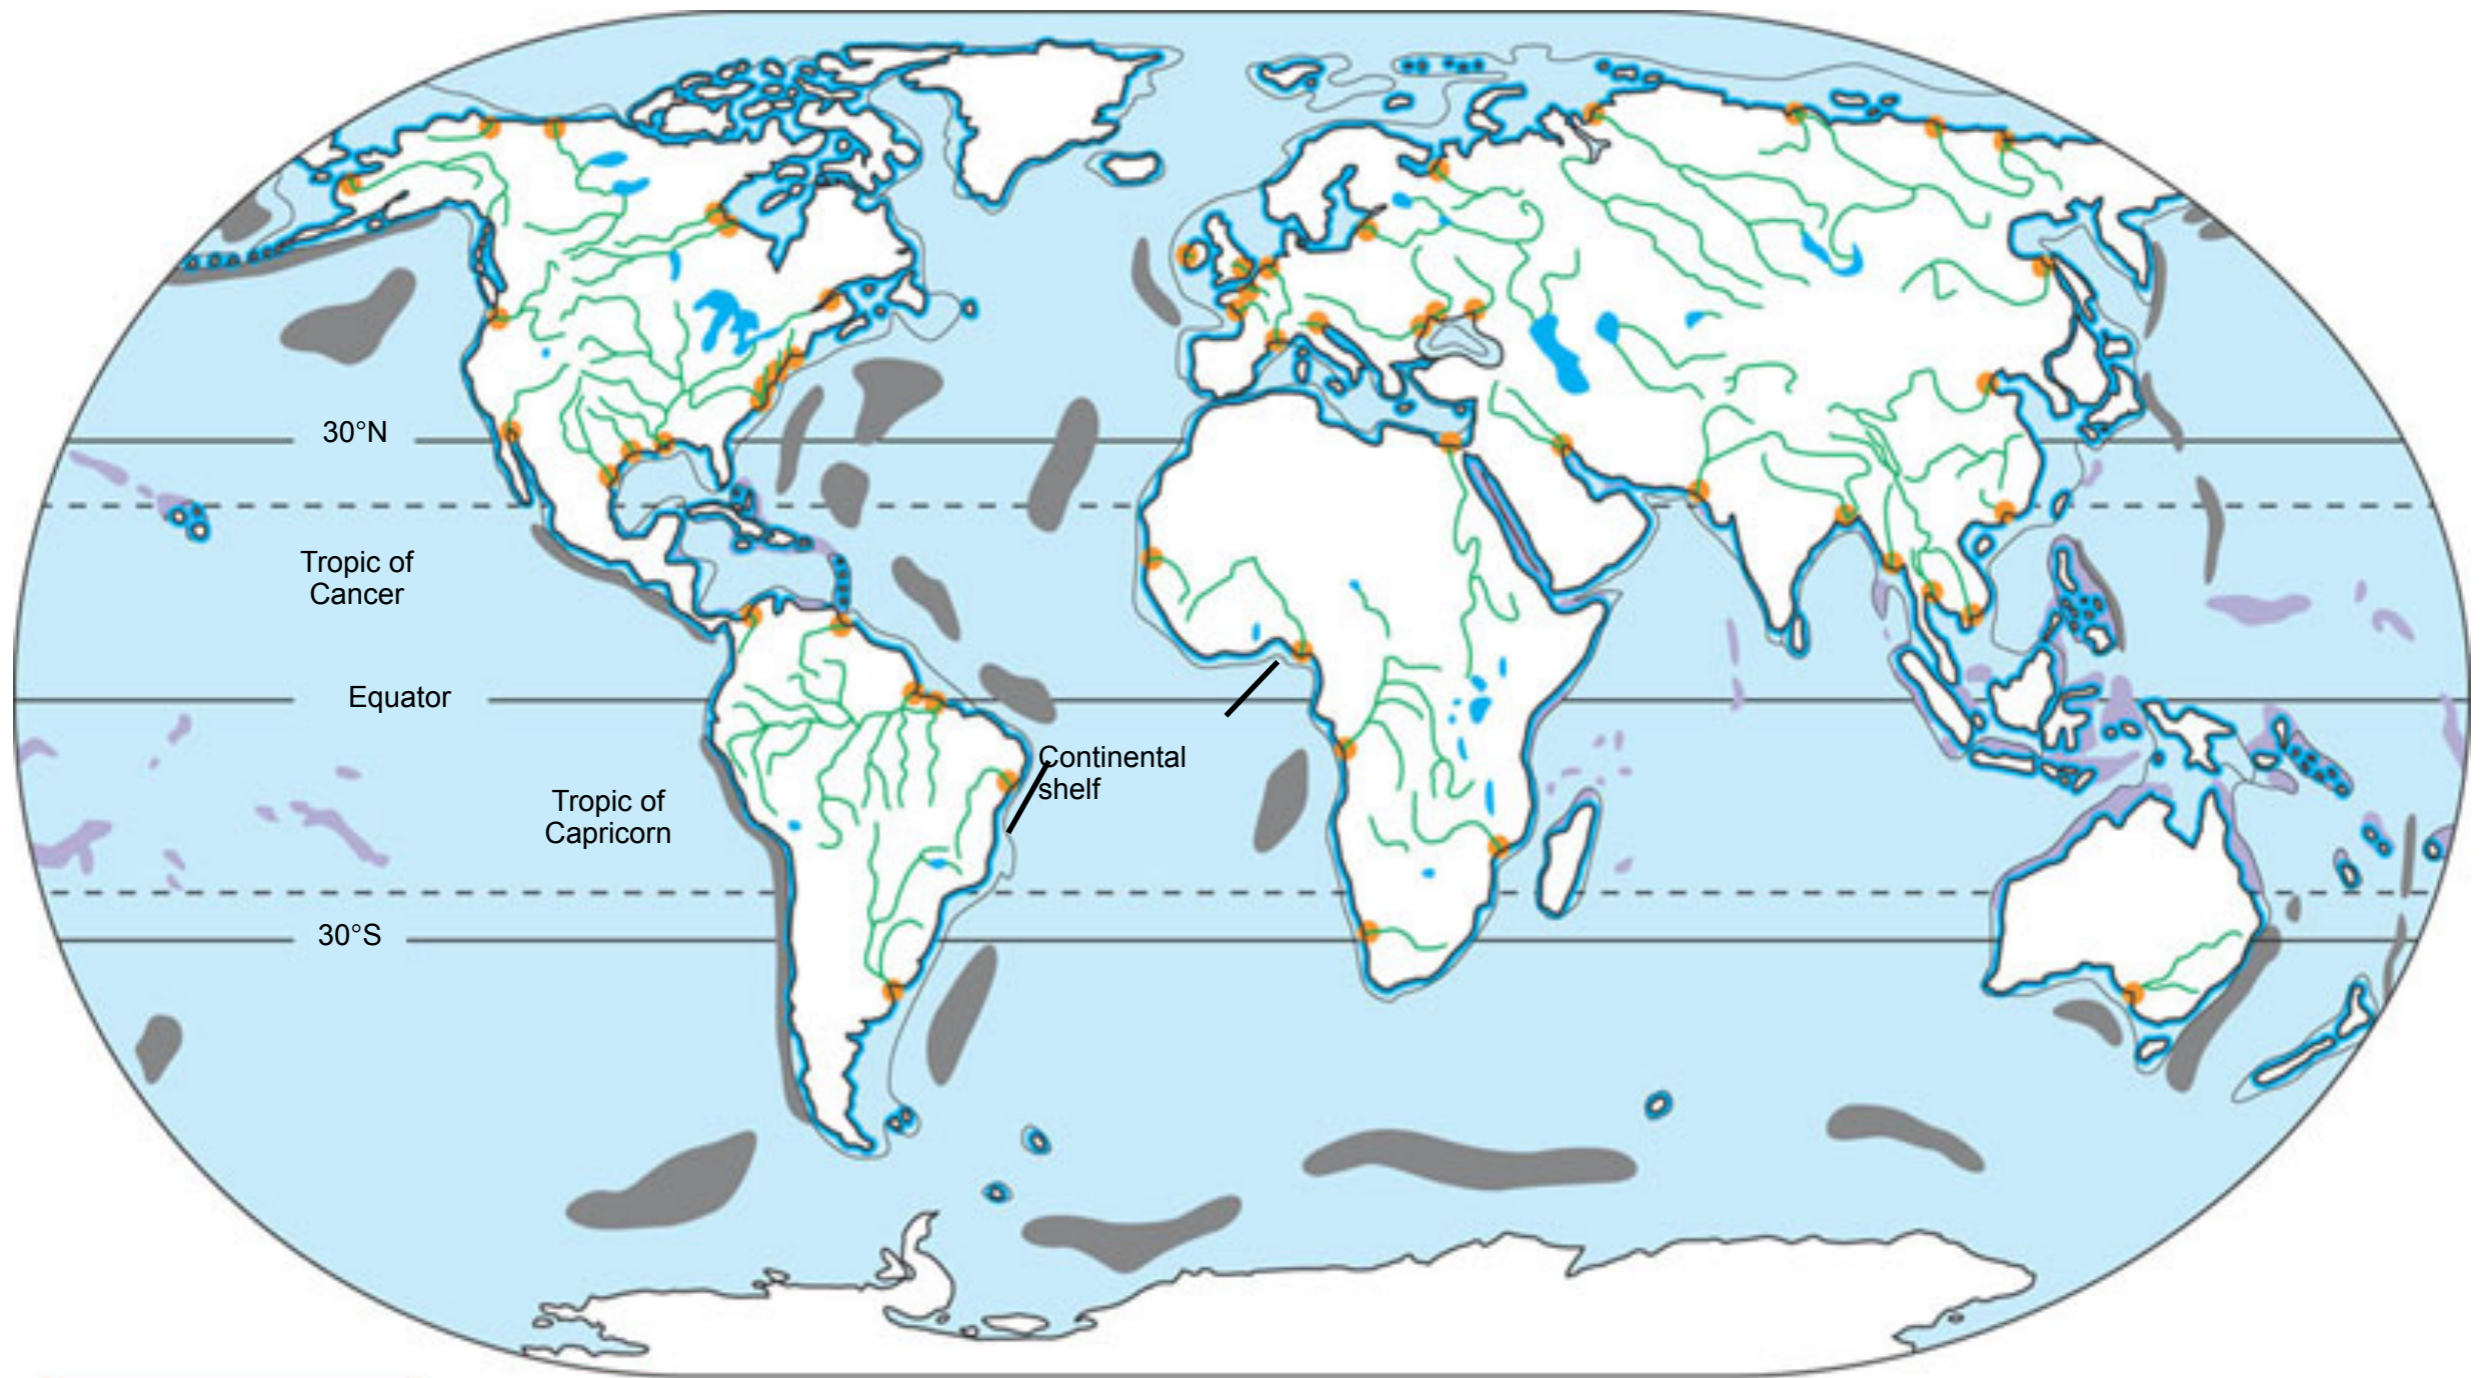 30°N
Tropic of
Cancer
Equator
Continental
shelf
Tropic of
Capricorn
30°S